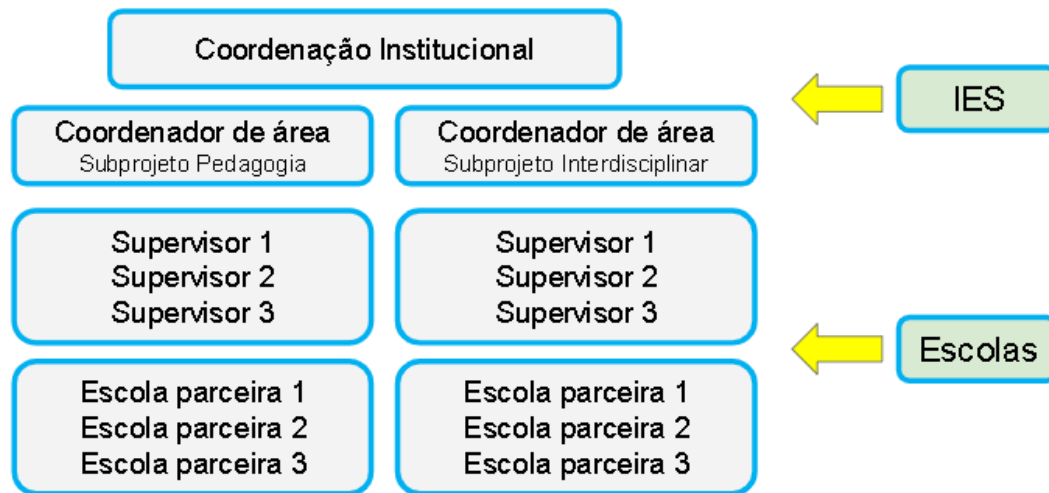 Coordenação Institucional
IES
Coordenador de área
Subprojeto Pedagogia
Coordenador de área
Subprojeto Interdisciplinar
Supervisor 1
Supervisor 2
Supervisor 3
Supervisor 1
Supervisor 2
Supervisor 3
Escolas
Escola parceira 1
Escola parceira 2
Escola parceira 3
Escola parceira 1
Escola parceira 2
Escola parceira 3